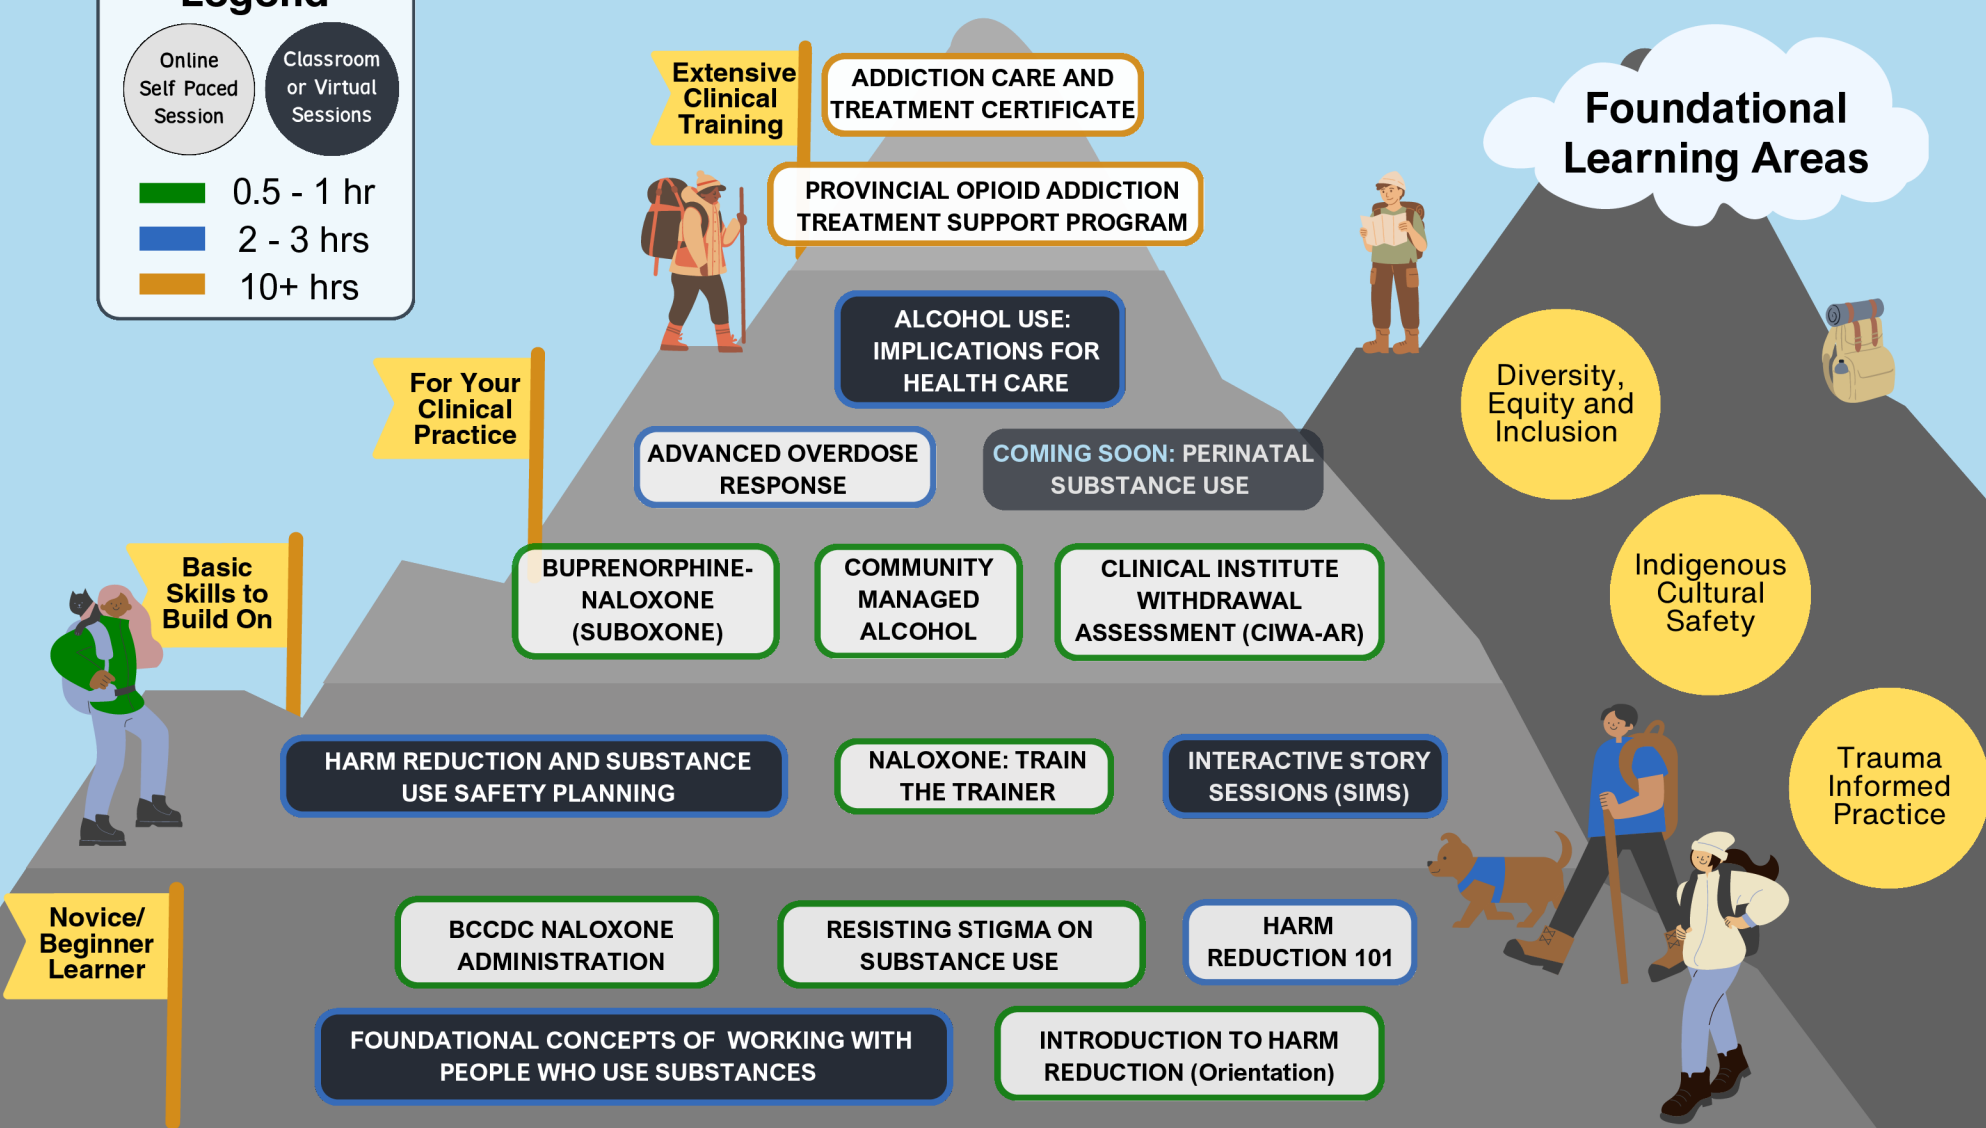 Legend
Online
Self Paced
Session
Classroom
or Virtual
Sessions
0.5 - 1 hr
2 - 3 hrs
10+ hrs
Extensive
Clinical
Training
ADDICTION CARE AND
TREATMENT CERTIFICATE
PROVINCIAL OPIOID ADDICTION
TREATMENT SUPPORT PROGRAM
For Your
Clinical
Practice
ALCOHOL USE:
IMPLICATIONS FOR
HEALTH CARE
ADVANCED OVERDOSE
RESPONSE
COMING SOON: PERINATAL
SUBSTANCE USE
BUPRENORPHINE-
NALOXONE
(SUBOXONE)
COMMUNITY
MANAGED
ALCOHOL
CLINICAL INSTITUTE
WITHDRAWAL
ASSESSMENT (CIWA-AR)
Basic
Skills to
Build On
HARM REDUCTION AND SUBSTANCE
USE SAFETY PLANNING
NALOXONE: TRAIN
THE TRAINER
INTERACTIVE STORY
SESSIONS (SIMS)
Novice/
Beginner
Learner
BCCDC NALOXONE
ADMINISTRATION
RESISTING STIGMA ON
SUBSTANCE USE
HARM
REDUCTION 101
FOUNDATIONAL CONCEPTS OF WORKING WITH
PEOPLE WHO USE SUBSTANCES
INTRODUCTION TO HARM
REDUCTION (Orientation)
Foundational
Learning Areas
Diversity,
Equity and
Inclusion
Indigenous
Cultural
Safety
Trauma
Informed
Practice